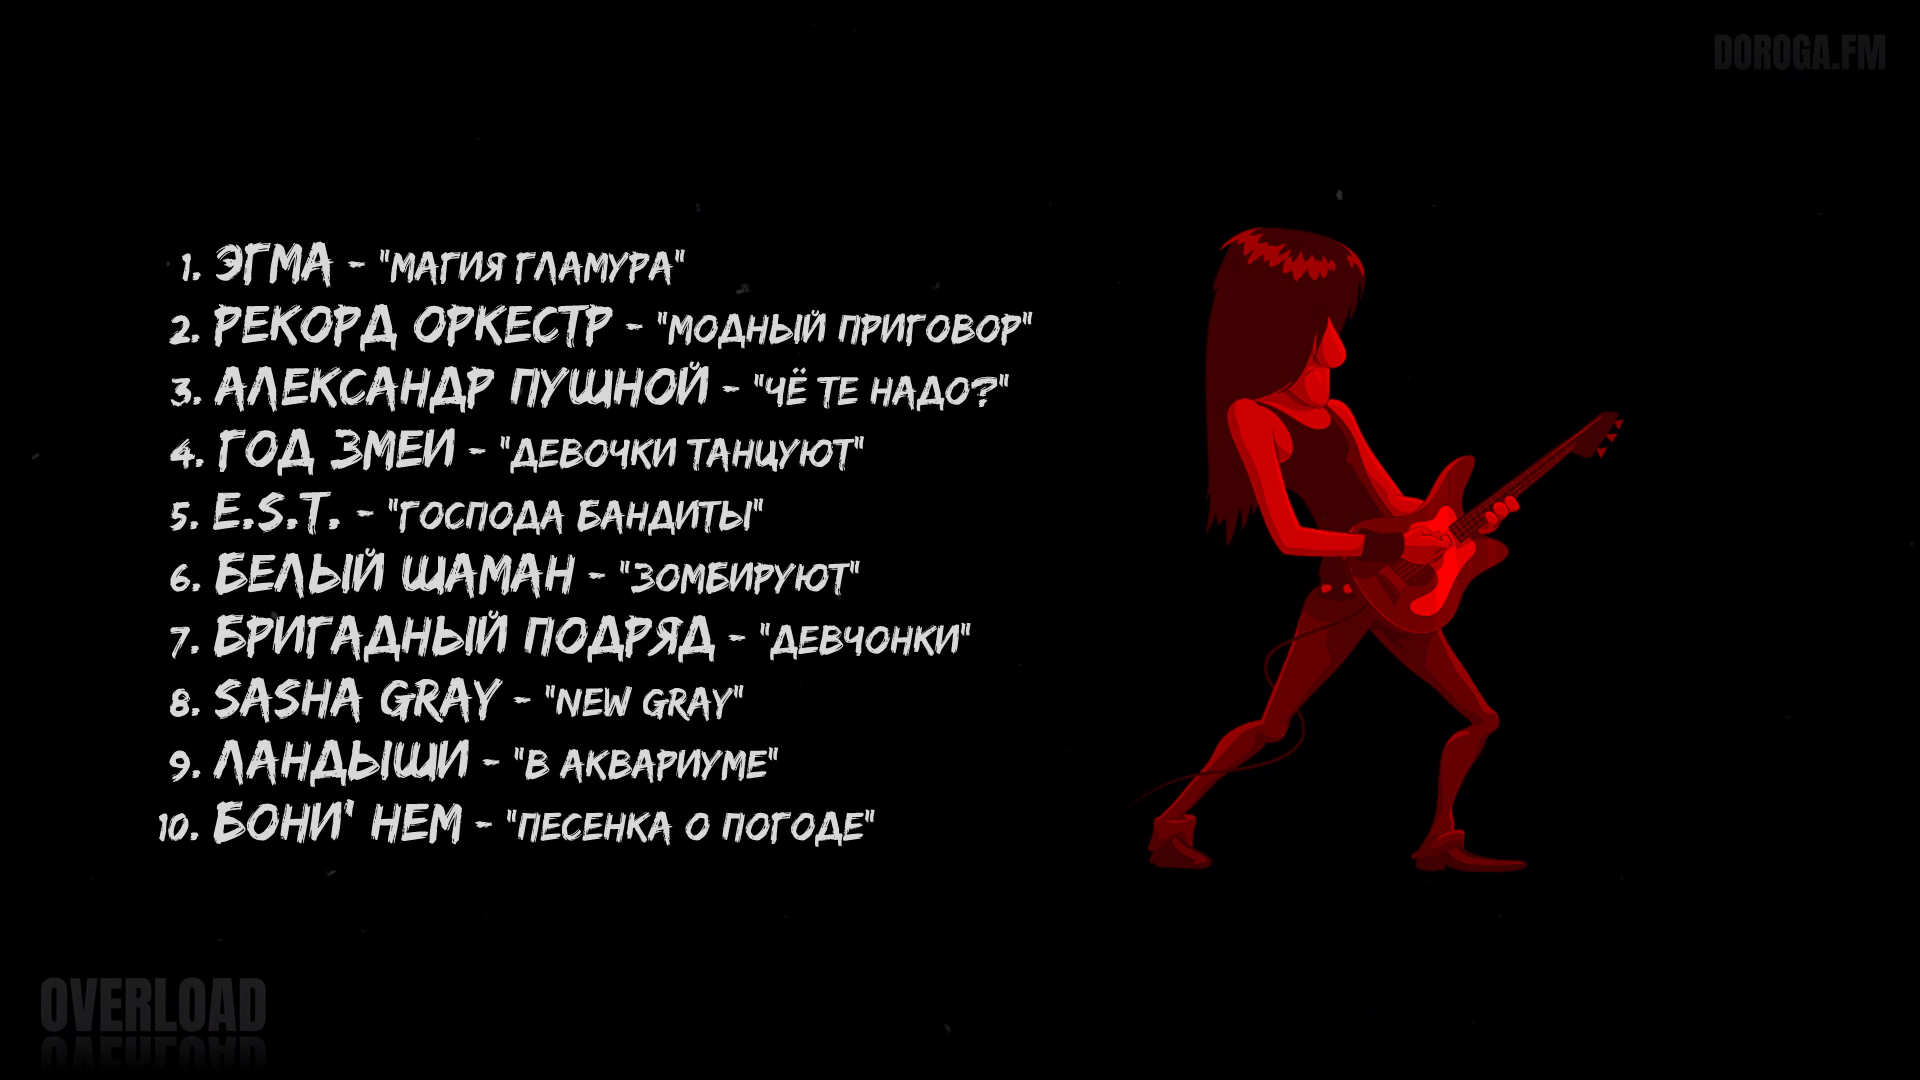 DOROGA.FM
1. ЭГМА - "МАГИЯ ГЛАМУРА"
2. РЕКОРД ОРКЕСТР - "МОДНЫЙ ПРИГОВОР"
3. АЛЕКСАНДР ПУШНОЙ - "ЧЁ ТЕ НАДО?"
4. ГОД ЗМЕИ - "ДЕВОЧКИ ТАНЦУЮТ"
5. E.S.T. - "ГОСПОДА БАНДИТЫ"
6. БЕЛЫЙ ШАМАН - "ЗОМБИРУЮТ"
7. БРИГАДНЫЙ ПОДРЯД - "ДЕВЧОНКИ"
8. SASHA GRAY - "NEW GRAY"
9. ЛАНДЫШИ - "В АКВАРИУМЕ"
10. БОНИ' НЕМ - "ПЕСЕНКА О ПОГОДЕ"
OVERLOAD